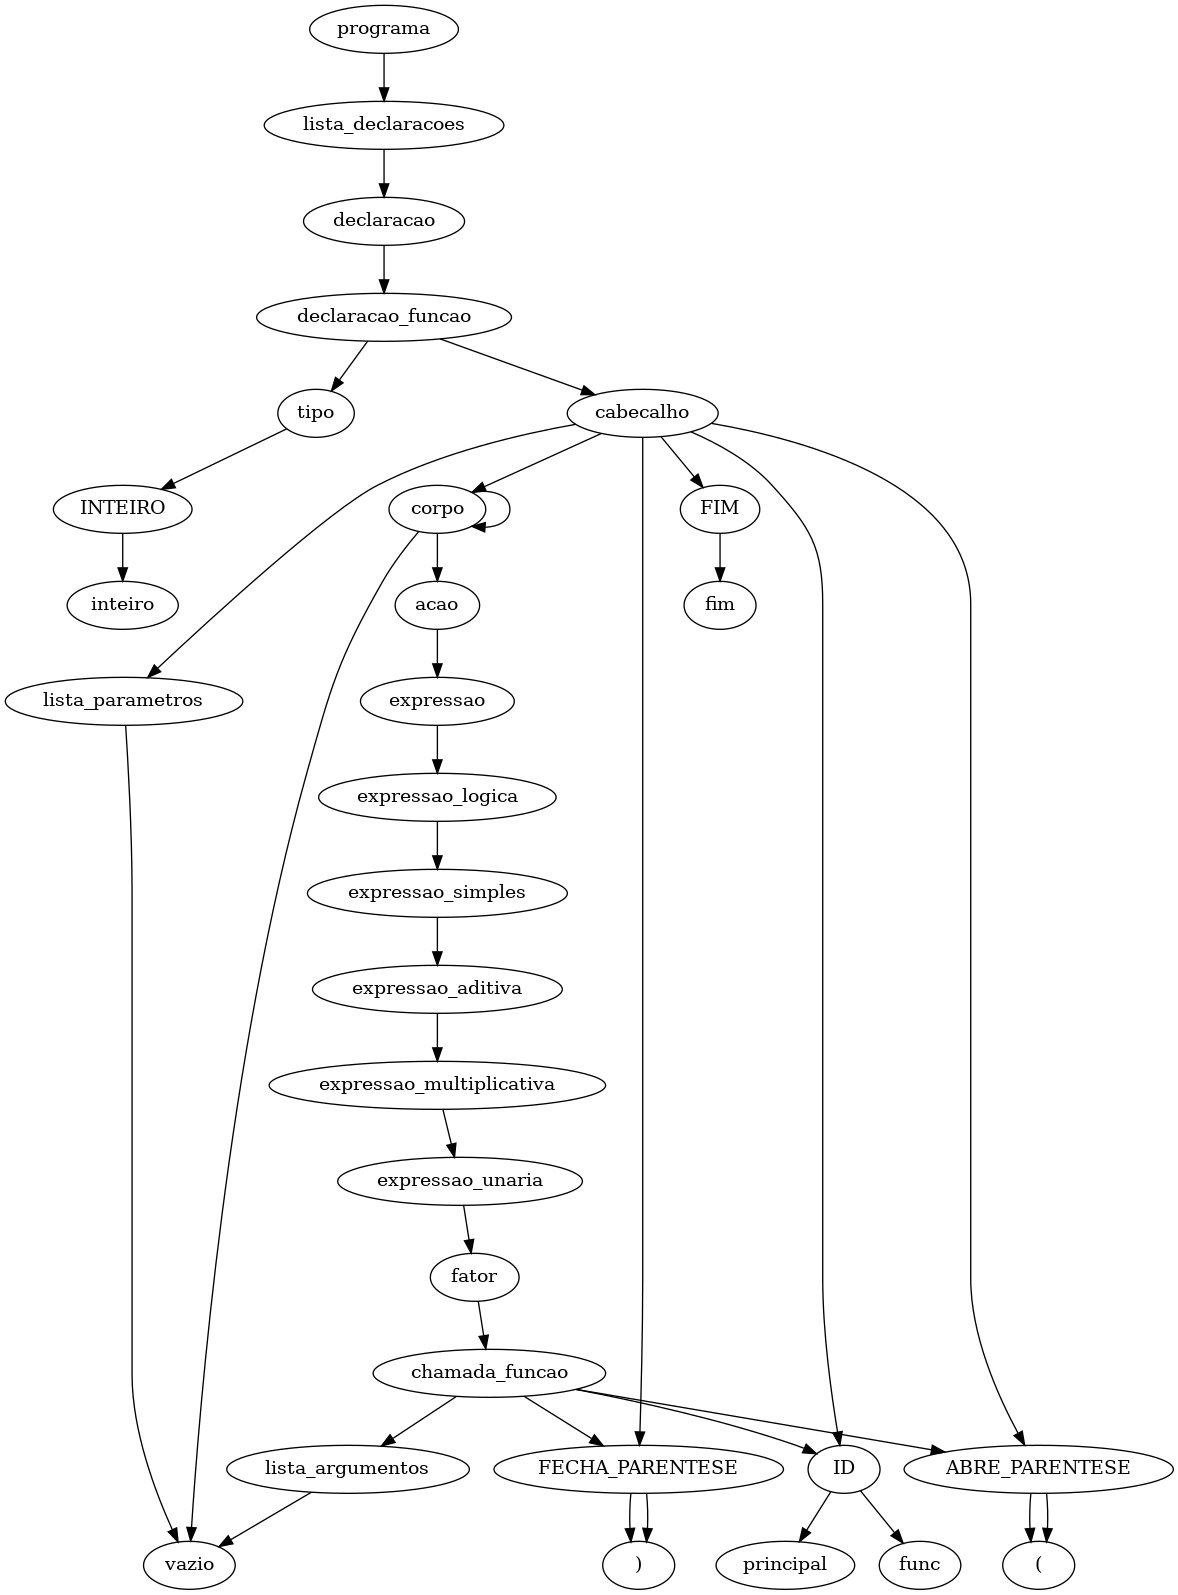 programa
lista_declaracoes
declaracao
declaracao_funcao
tipo
cabecalho
INTEIRO
corpo
FIM
inteiro
acao
fim
lista_parametros
expressao
expressao_logica
expressao_simples
expressao_aditiva
expressao_multiplicativa
expressao_unaria
fator
chamada_funcao
lista_argumentos
FECHA_PARENTESE
ID
ABRE_PARENTESE
vazio
)
principal
func
(